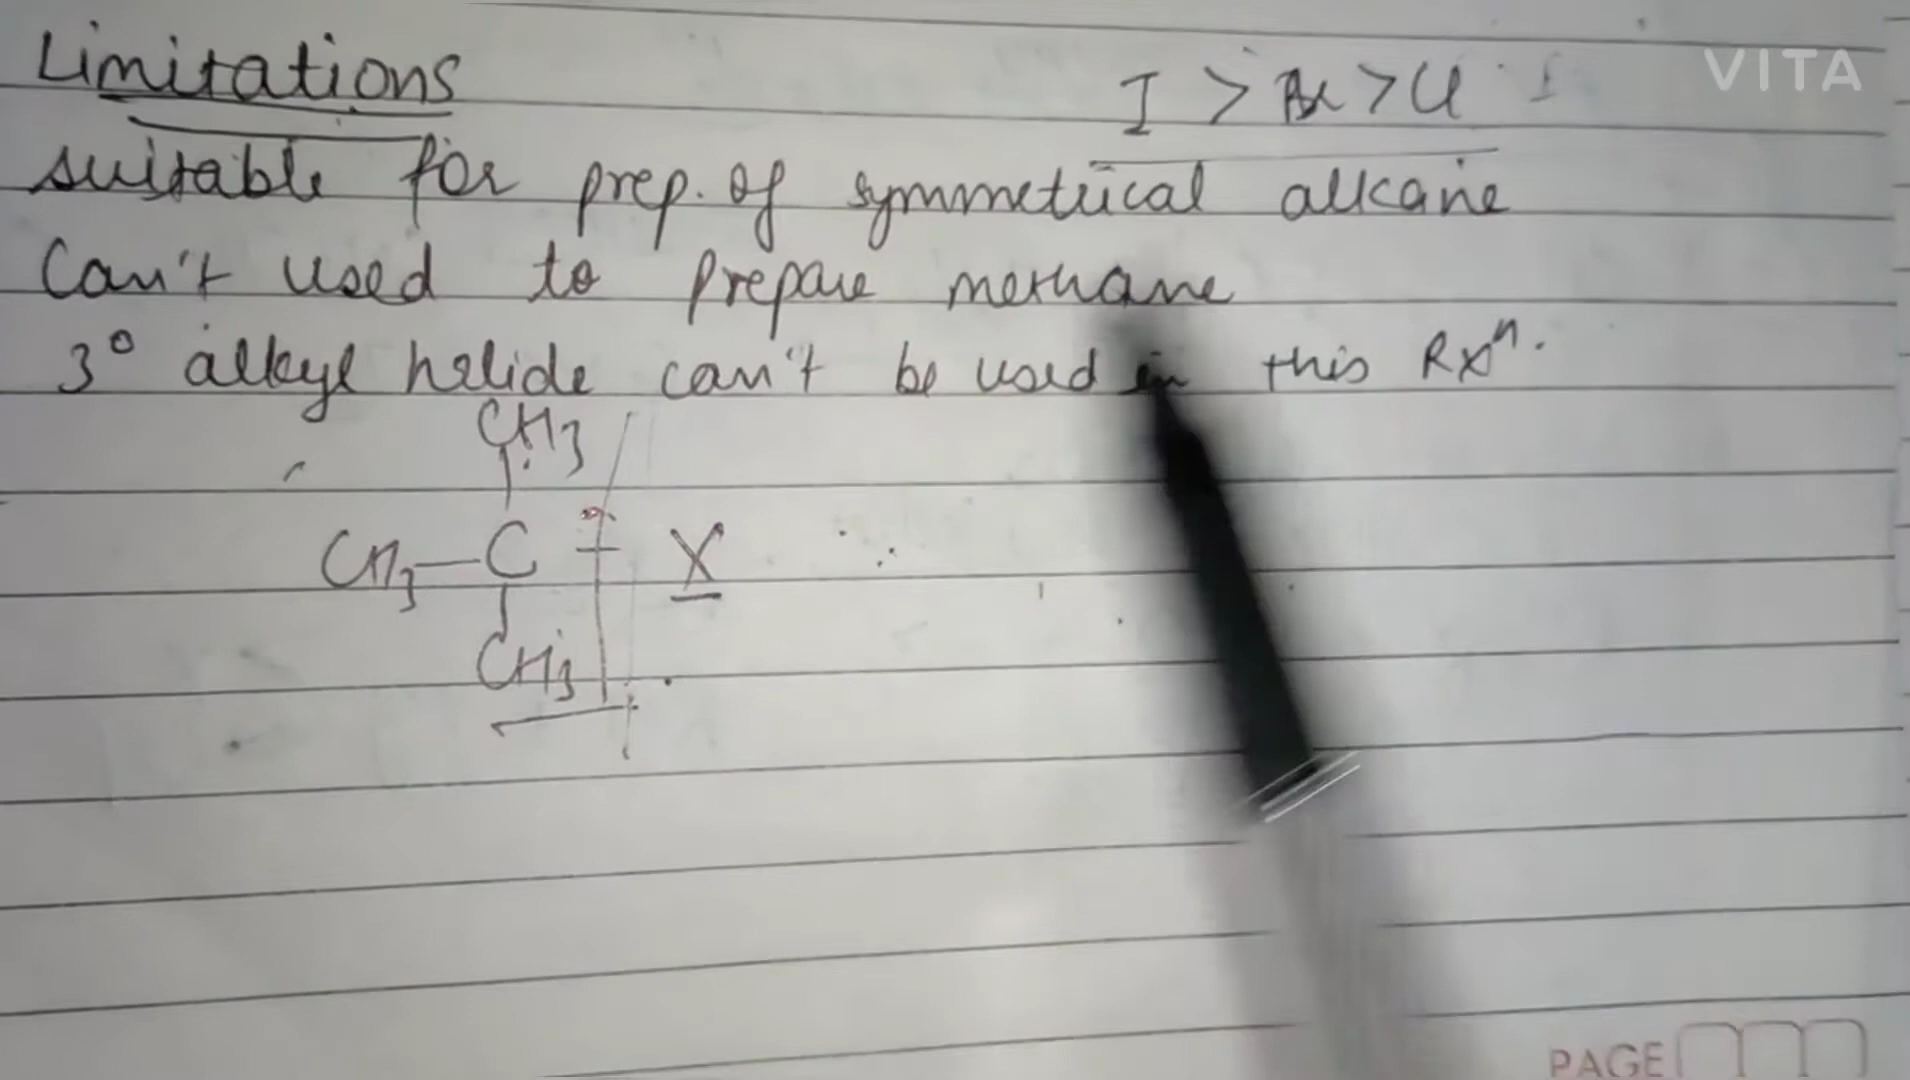 Limitations
I > Br > Cl
VITA
suitable for prep. of symmetrical alkane
Can't used to prepare methane
3° alkyl halide can't be used in this Rxn.
CH3
CH3—C — X
CH3
PAGE